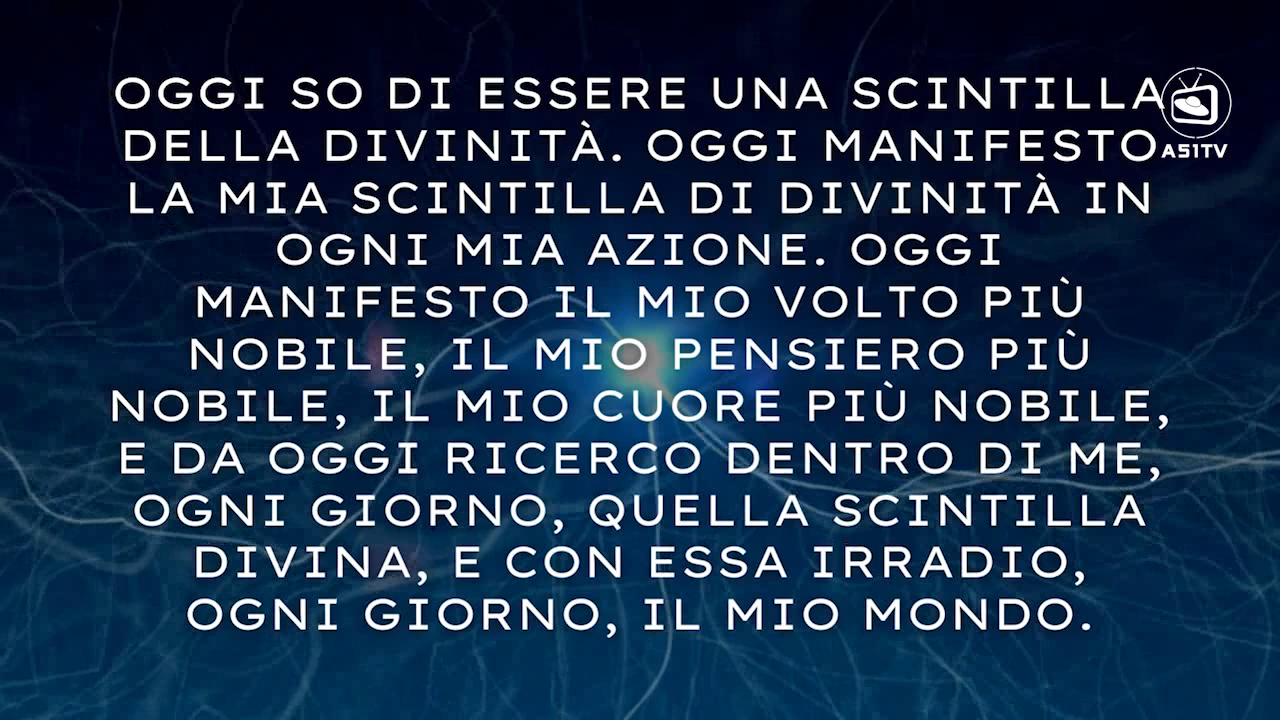 OGGI SO DI ESSERE UNA SCINTILLA
DELLA DIVINITÀ. OGGI MANIFESTO
LA MIA SCINTILLA DI DIVINITÀ IN
OGNI MIA AZIONE. OGGI
MANIFESTO IL MIO VOLTO PIÙ
NOBILE, IL MIO PENSIERO PIÙ
NOBILE, IL MIO CUORE PIÙ NOBILE,
E DA OGGI RICERCO DENTRO DI ME,
OGNI GIORNO, QUELLA SCINTILLA
DIVINA, E CON ESSA IRRADIO,
OGNI GIORNO, IL MIO MONDO.
A51TV